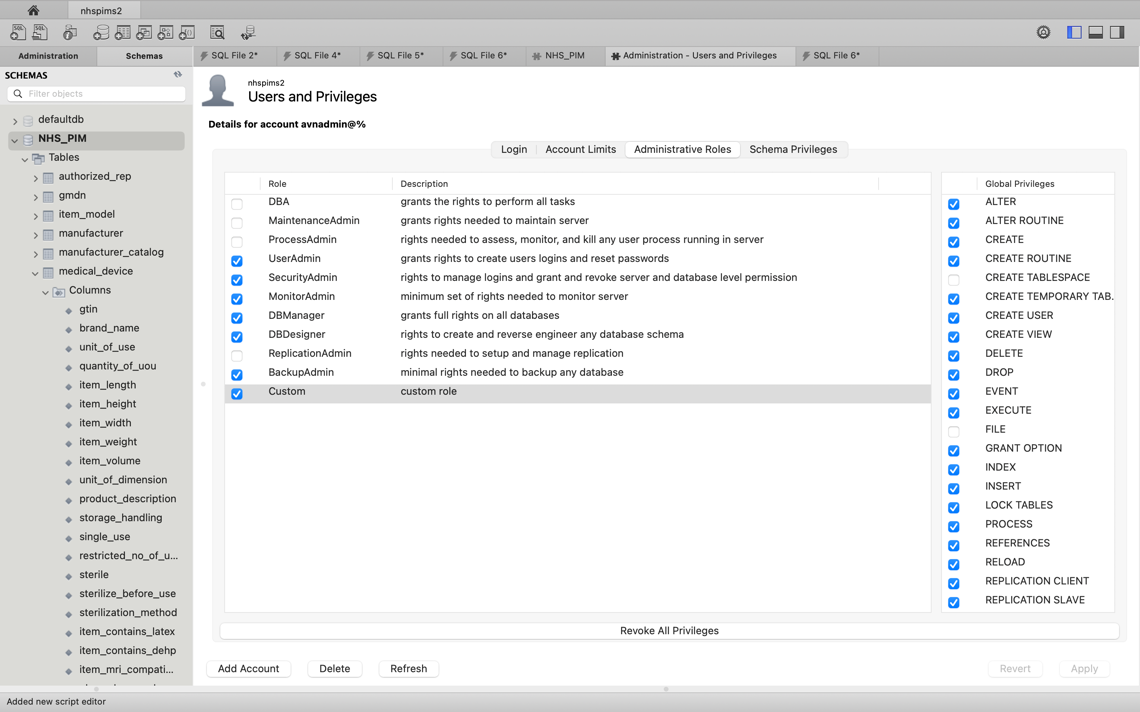 nhspims2
Administration
Schemas
SQL File 2*
SQL File 4*
SQL File 5*
SQL File 6*
NHS_PIM
Administration - Users and Privileges
SQL File 6*
SCHEMAS
Filter objects
defaultdb
NHS_PIM
Tables
authorized_rep
gmdn
item_model
manufacturer
manufacturer_catalog
medical_device
Columns
gtin
brand_name
unit_of_use
quantity_of_uou
item_length
item_height
item_width
item_weight
item_volume
unit_of_dimension
product_description
storage_handling
single_use
restricted_no_of_u...
sterile
sterilize_before_use
sterilization_method
item_contains_latex
item_contains_dehp
item_mri_compati...
nhspims2
Users and Privileges
Details for account avnadmin@%
Login
Account Limits
Administrative Roles
Schema Privileges
Role Description
DBA grants the rights to perform all tasks
MaintenanceAdmin grants rights needed to maintain server
ProcessAdmin rights needed to assess, monitor, and kill any user process running in server
UserAdmin grants rights to create users logins and reset passwords
SecurityAdmin rights to manage logins and grant and revoke server and database level permission
MonitorAdmin minimum set of rights needed to monitor server
DBManager grants full rights on all databases
DBDesigner rights to create and reverse engineer any database schema
ReplicationAdmin rights needed to setup and manage replication
BackupAdmin minimal rights needed to backup any database
Custom custom role
Global Privileges
ALTER
ALTER ROUTINE
CREATE
CREATE ROUTINE
CREATE TABLESPACE
CREATE TEMPORARY TAB.
CREATE USER
CREATE VIEW
DELETE
DROP
EVENT
EXECUTE
FILE
GRANT OPTION
INDEX
INSERT
LOCK TABLES
PROCESS
REFERENCES
RELOAD
REPLICATION CLIENT
REPLICATION SLAVE
Revoke All Privileges
Add Account
Delete
Refresh
Revert
Apply
Added new script editor